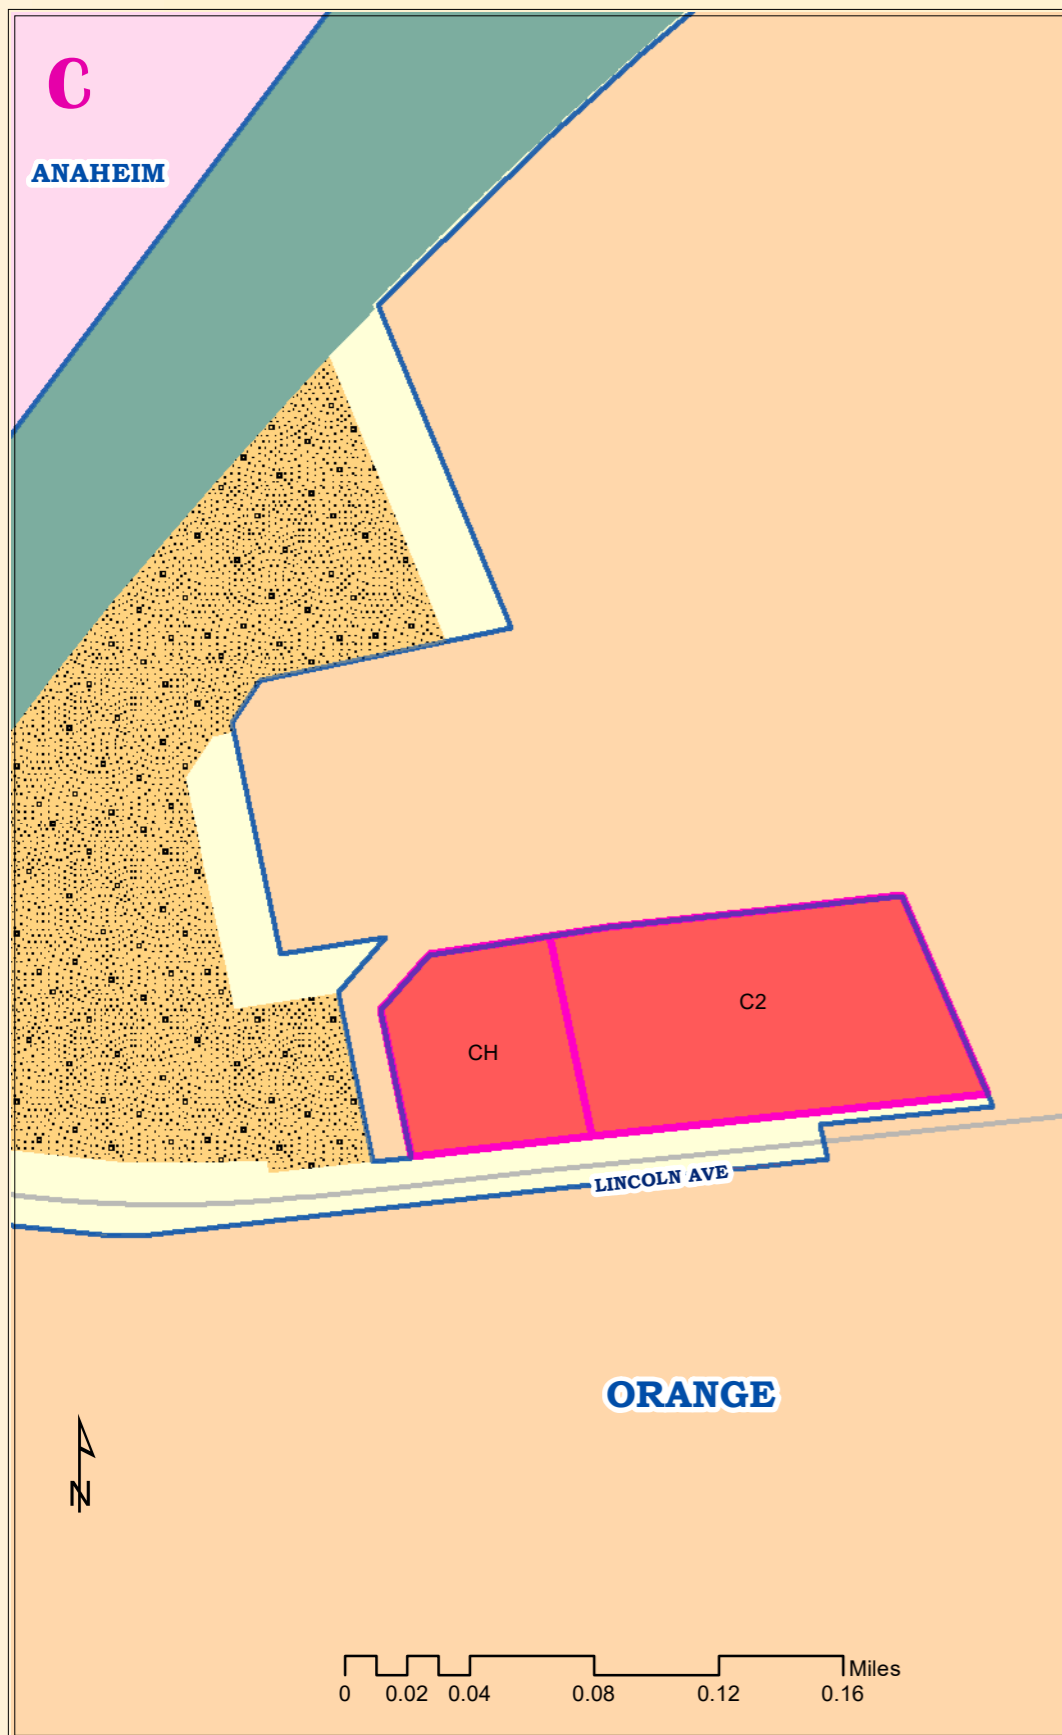 C
ANAHEIM
C2
CH
LINCOLN AVE
ORANGE
N
Miles
0 0.02 0.04 0.08 0.12 0.16